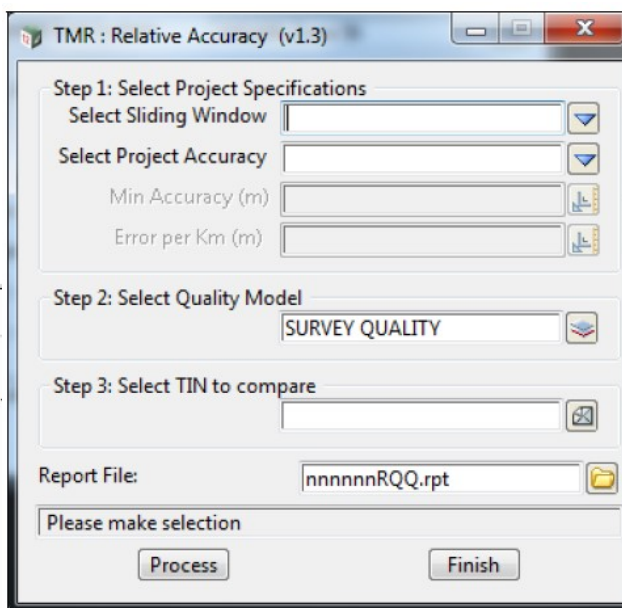 TMR : Relative Accuracy (v1.3)
Step 1: Select Project Specifications
Select Sliding Window
Select Project Accuracy
Min Accuracy (m)
Error per Km (m)
Step 2: Select Quality Model
SURVEY QUALITY
Step 3: Select TIN to compare
Report File: nnnnnnRQQ.rpt
Please make selection
Process Finish